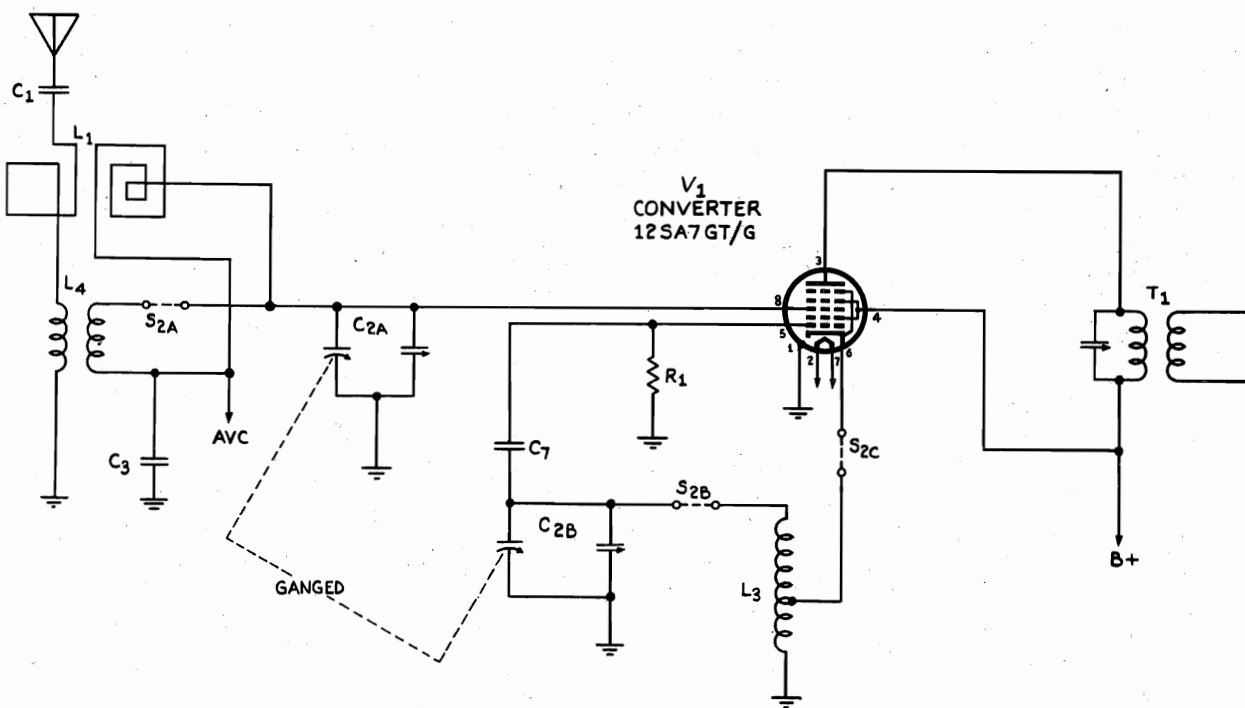 C1
L1
V1
CONVERTER
12SA7GT/G
3
8
4
5
1
2
7
6
T1
L4
S2A
C2A
R1
AVC
C3
C7
S2C
S2B
C2B
GANGED
L3
B+